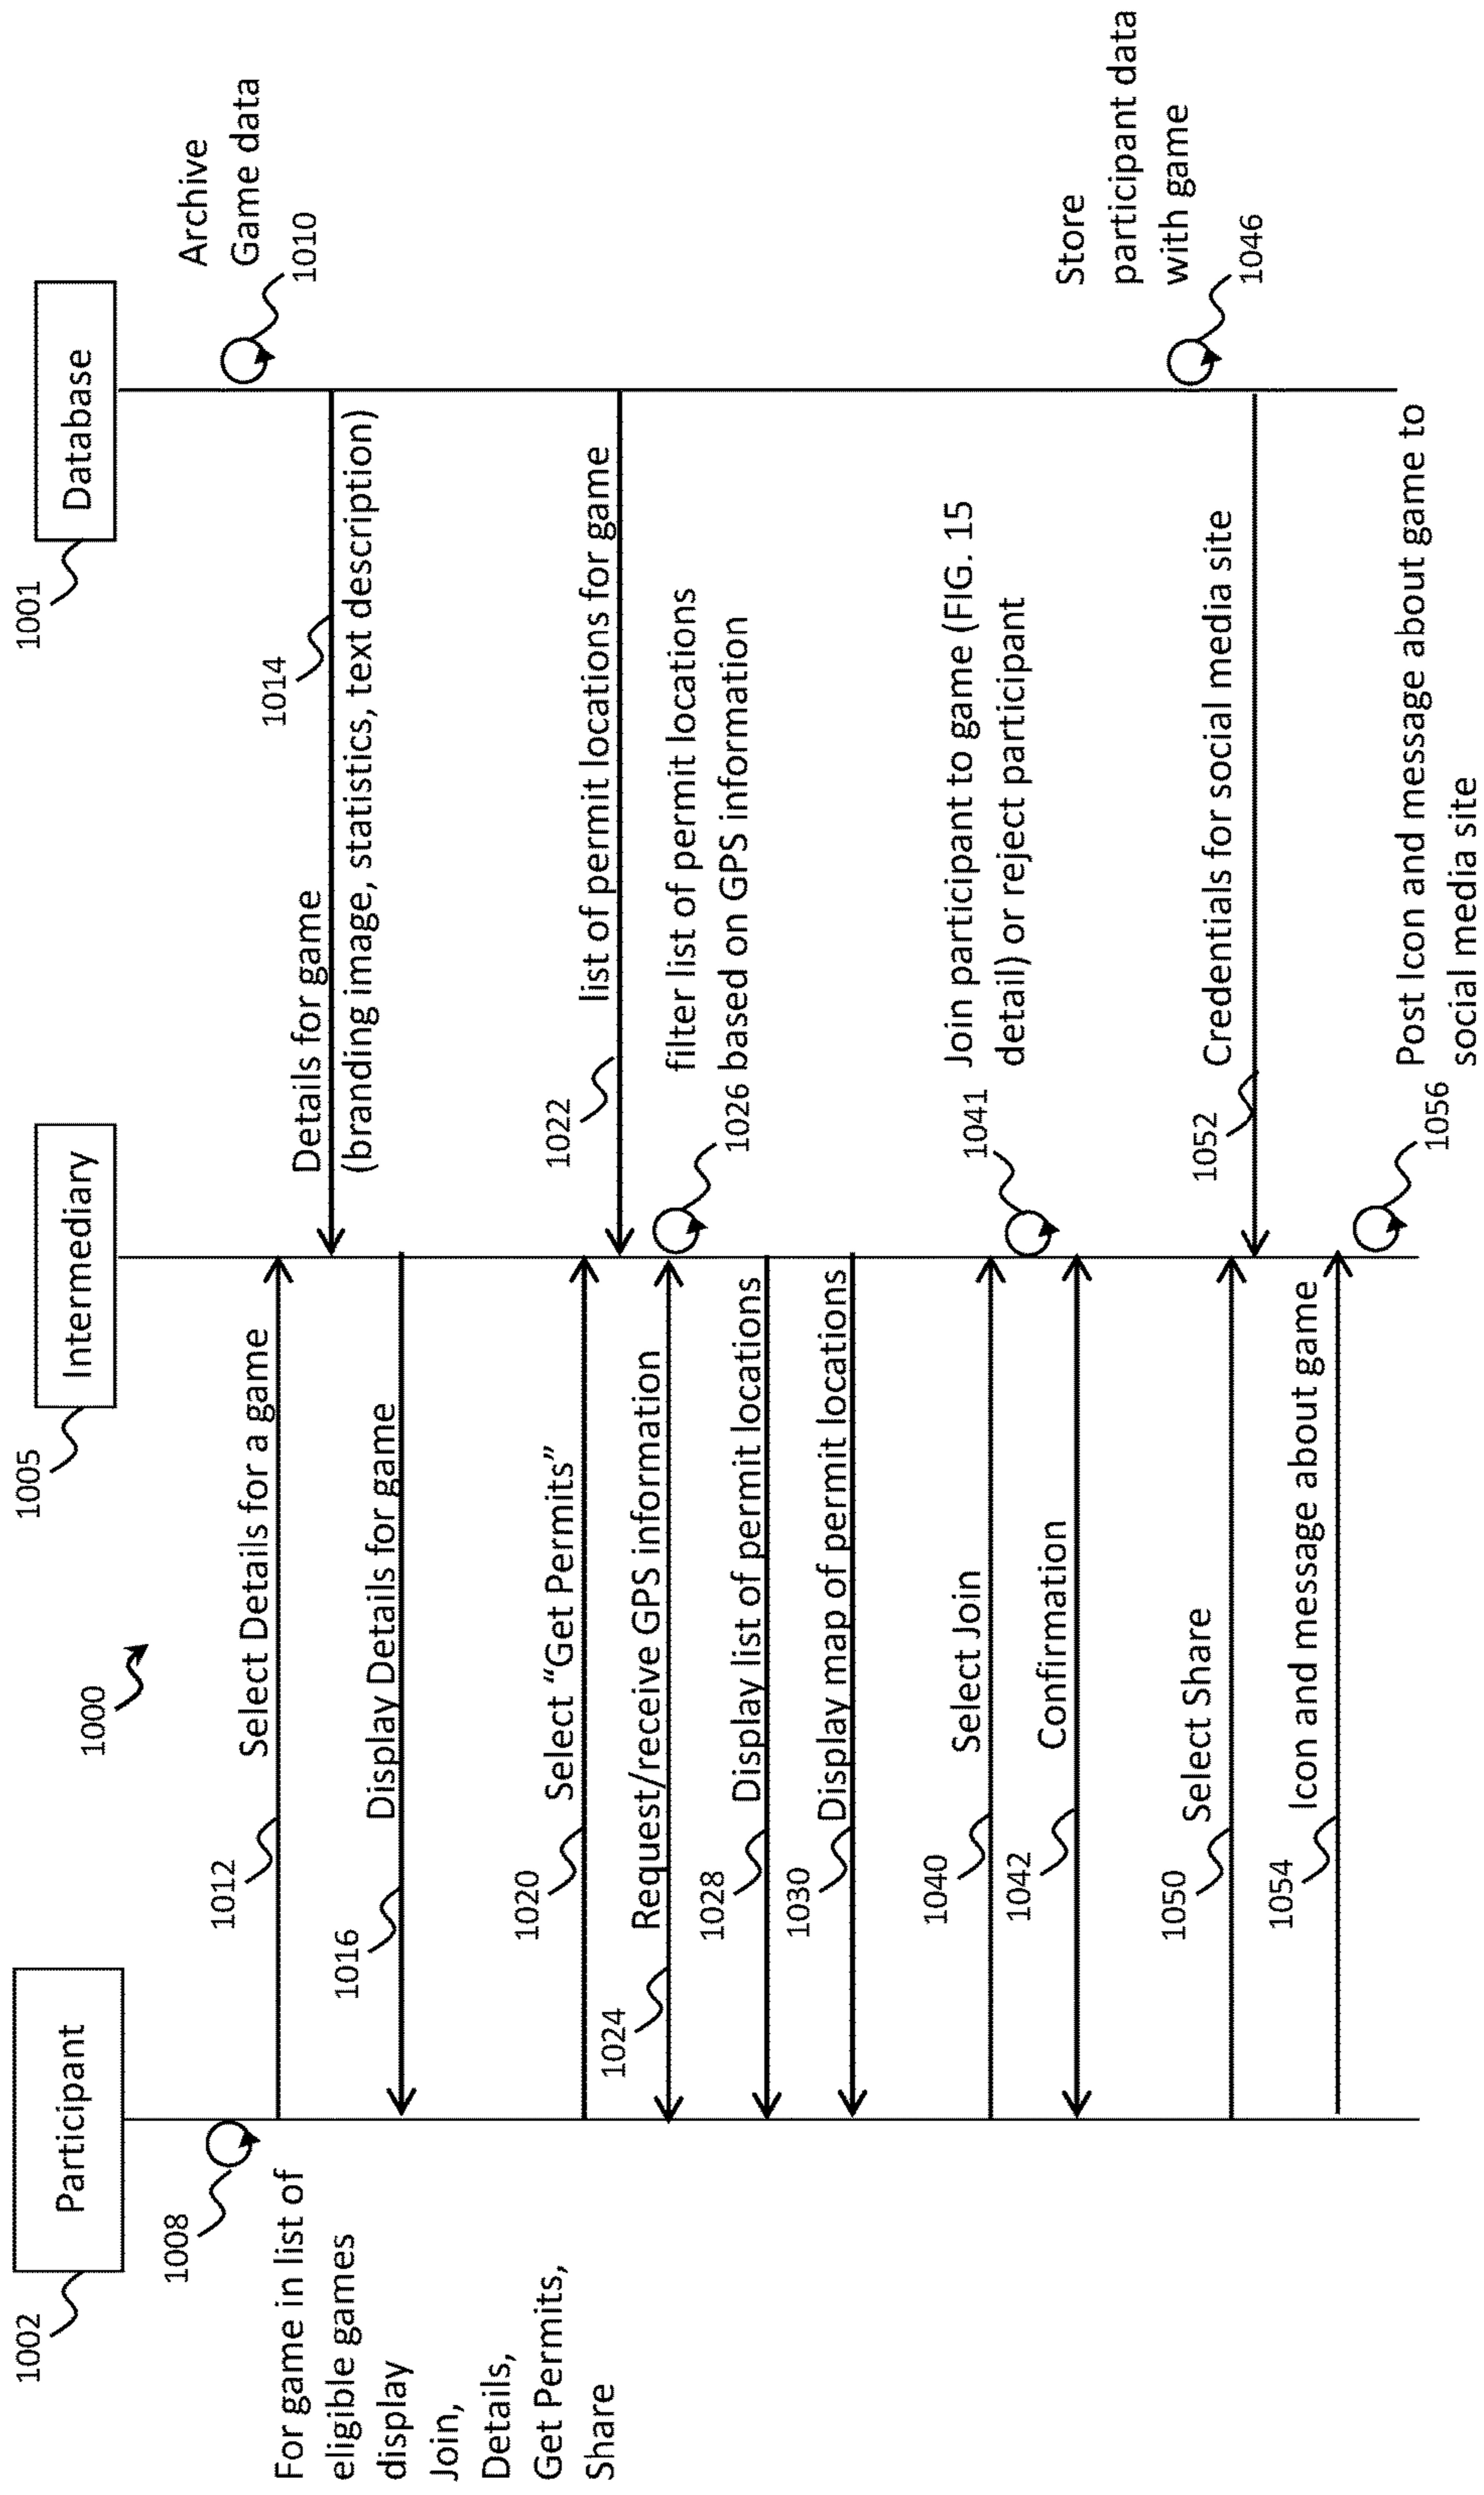 1000
1002
Participant
1005
Intermediary
1001
Database
1008
For game in list of
eligible games
display
Join,
Details,
Get Permits,
Share
Archive
Game data
1010
1012
Select Details for a game
1014
Details for game
(branding image, statistics, text description)
1016
Display Details for game
1020
Select “Get Permits”
1022
list of permit locations for game
1024
Request/receive GPS information
filter list of permit locations
1026 based on GPS information
1028
Display list of permit locations
1030
Display map of permit locations
1040
Select Join
1041
Join participant to game (FIG. 15
detail) or reject participant
1042
Confirmation
Store
participant data
with game
1046
1050
Select Share
1052
Credentials for social media site
1054
Icon and message about game
1056
Post Icon and message about game to
social media site